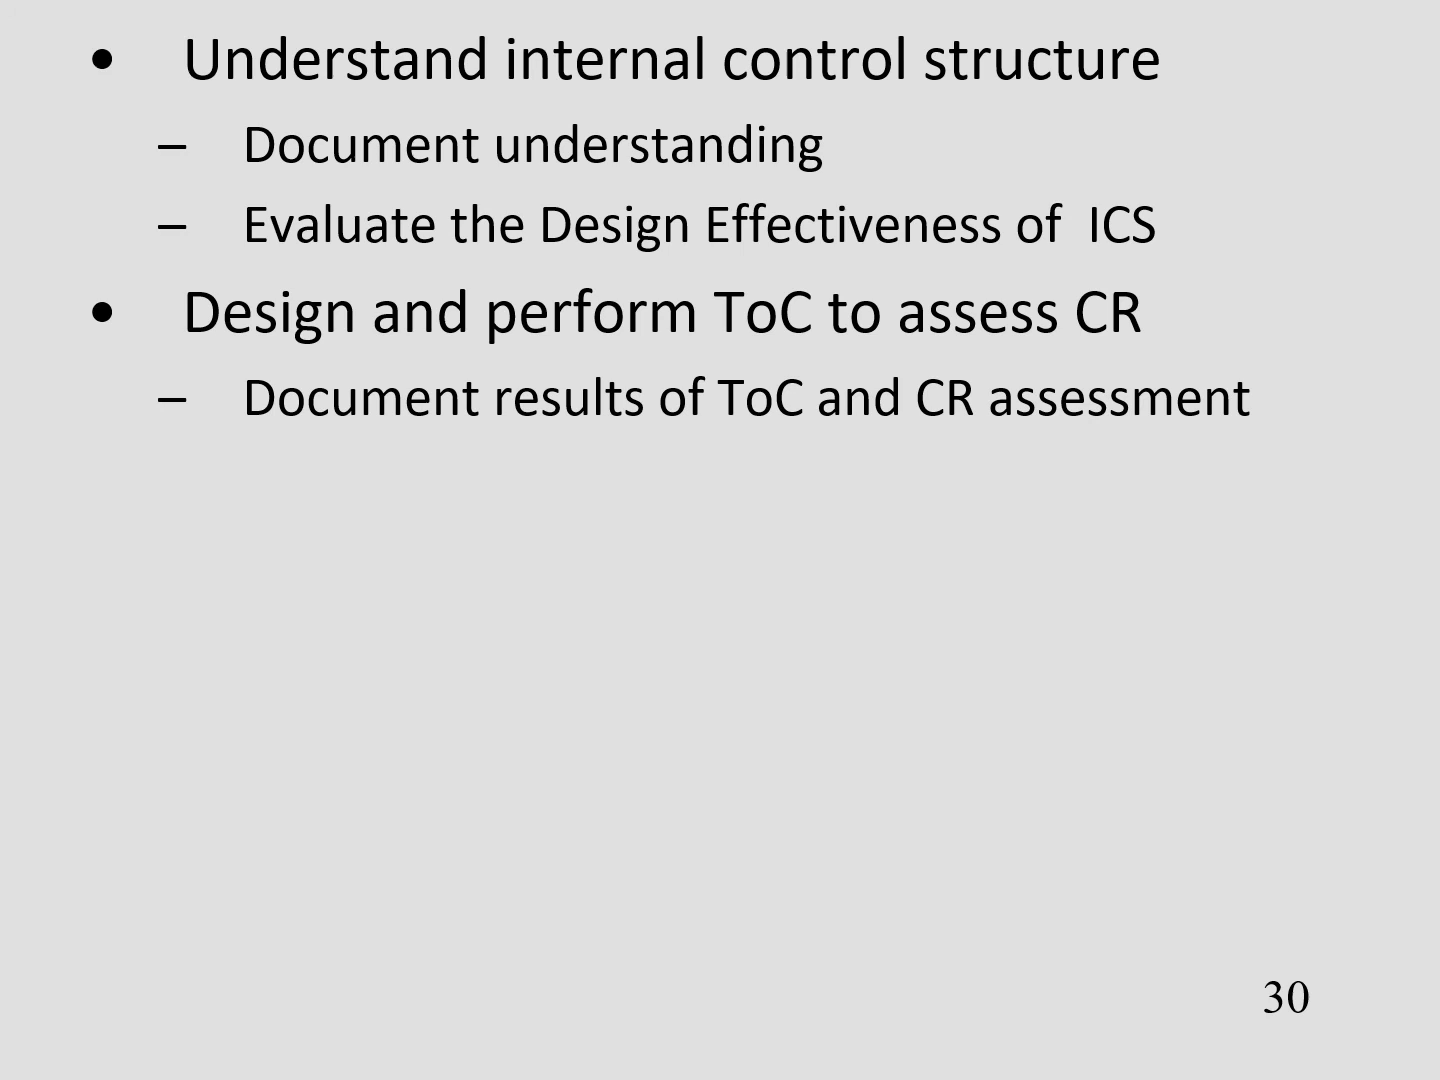 • Understand internal control structure
– Document understanding
– Evaluate the Design Effectiveness of  ICS
• Design and perform ToC to assess CR
– Document results of ToC and CR assessment
30